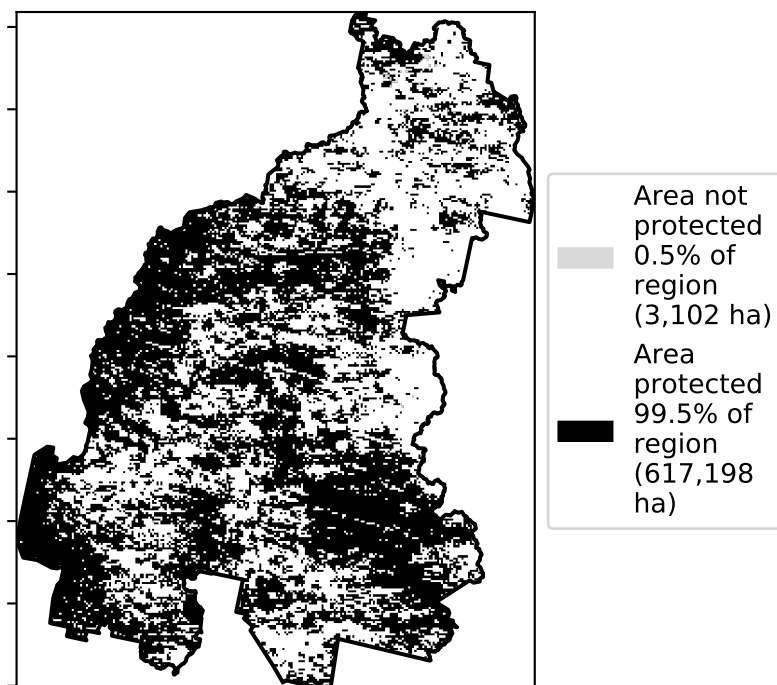 Area not
protected
0.5% of
region
(3,102 ha)
Area
protected
99.5% of
region
(617,198
ha)